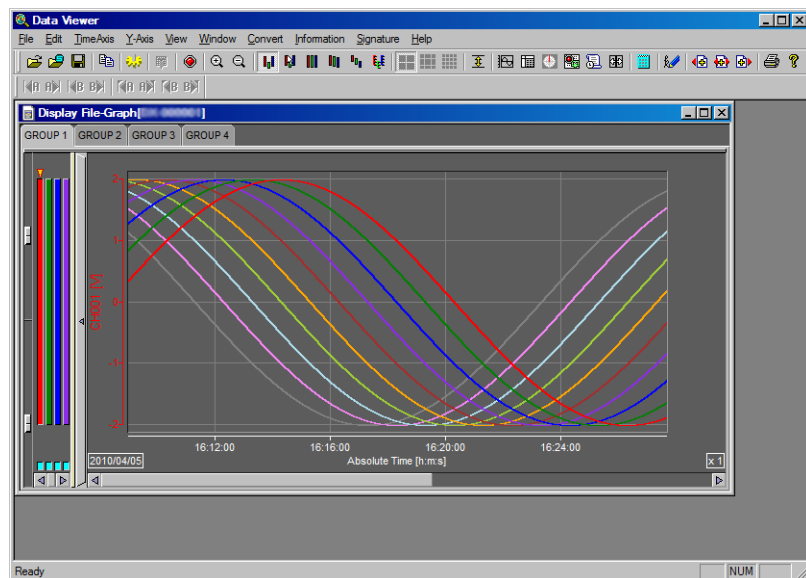 Data Viewer
File Edit TimeAxis Y-Axis View Window Convert Information Signature Help
A A B B A A B B
Display File-Graph[
GROUP 1 GROUP 2 GROUP 3 GROUP 4
CH001 [V]
2
1
0
-1
-2
16:12:00 16:16:00 16:20:00 16:24:00
2010/04/05 Absolute Time [h:m:s] x 1
Ready NUM